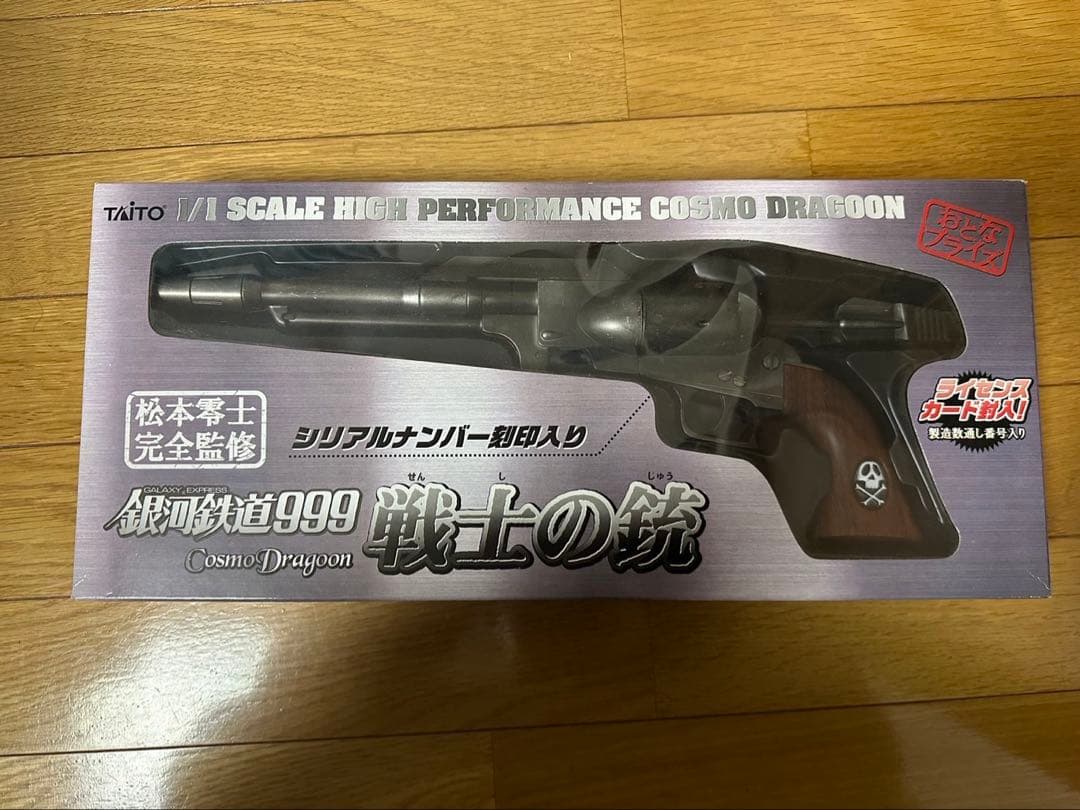 TAITO® 1/1 SCALE HIGH PERFORMANCE COSMO DRAGOON
おとな
プライズ
ライセンス
カード封入!
製造数通し番号入り
松本零士
完全監修
シリアルナンバー刻印入り
GALAXY EXPRESS
銀河鉄道999
Cosmo Dragoon
せんしじゅう
戦士の銃